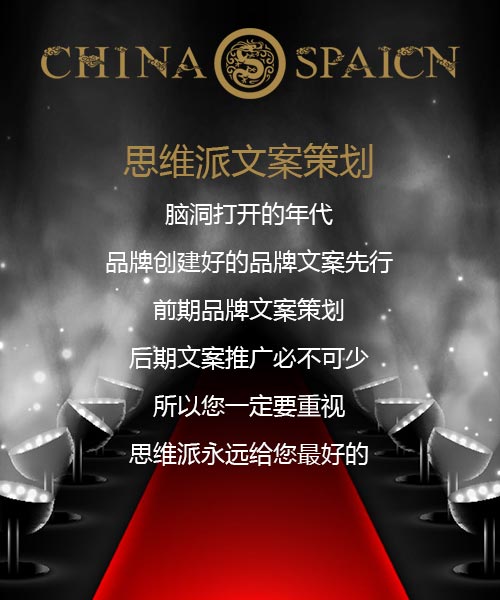 CHINA SPAICN
思维派文案策划
脑洞打开的年代
品牌创建好的品牌文案先行
前期品牌文案策划
后期文案推广必不可少
所以您一定要重视
思维派永远给您最好的